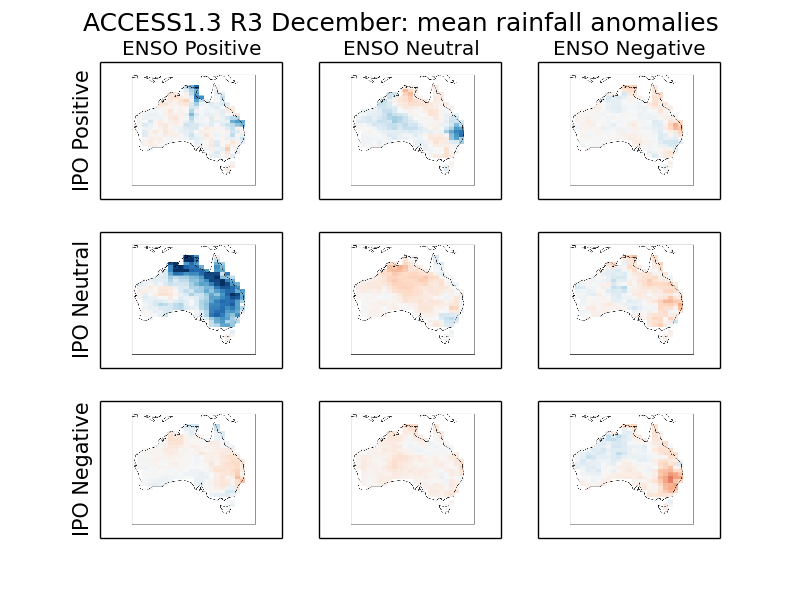 ACCESS1.3 R3 December: mean rainfall anomalies
ENSO Positive
ENSO Neutral
ENSO Negative
IPO Positive
IPO Neutral
IPO Negative